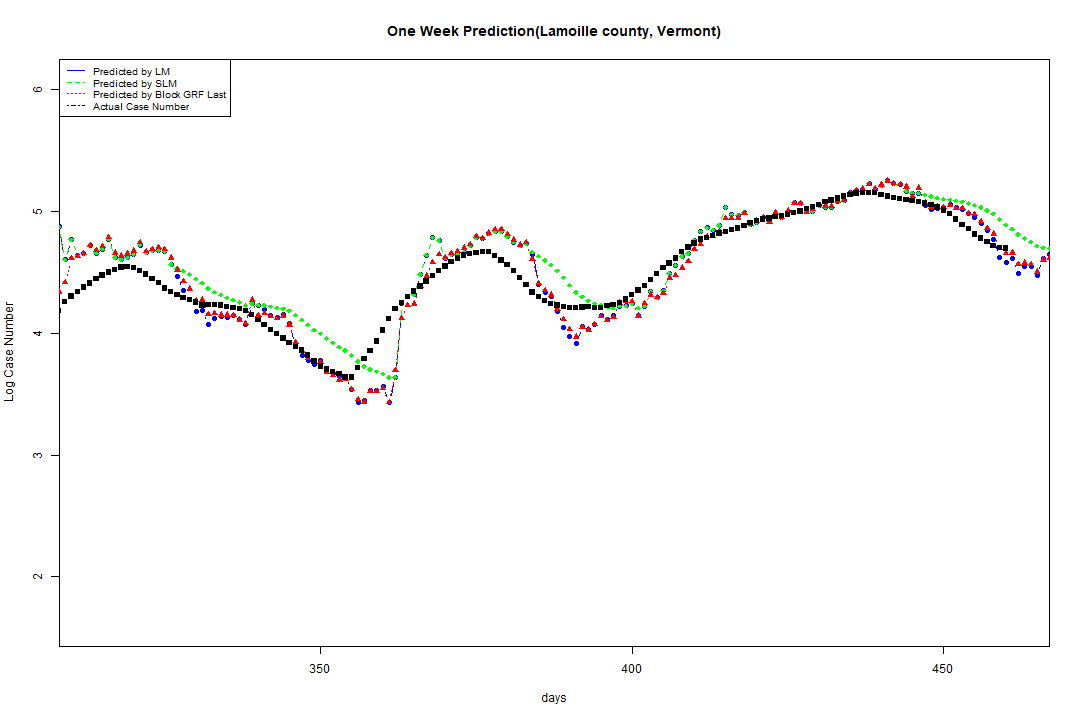 One Week Prediction(Lamoille county, Vermont)
Predicted by LM
Predicted by SLM
Predicted by Block GRF Last
Actual Case Number
6
5
4
3
2
Log Case Number
350 400 450
days